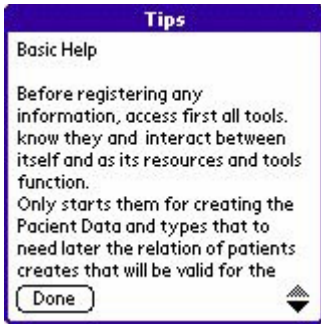 Tips
Basic Help
Before registering any
information, access first all tools.
know they and interact between
itself and as its resources and tools
function.
Only starts them for creating the
Pacient Data and types that to
need later the relation of patients
creates that will be valid for the
Done